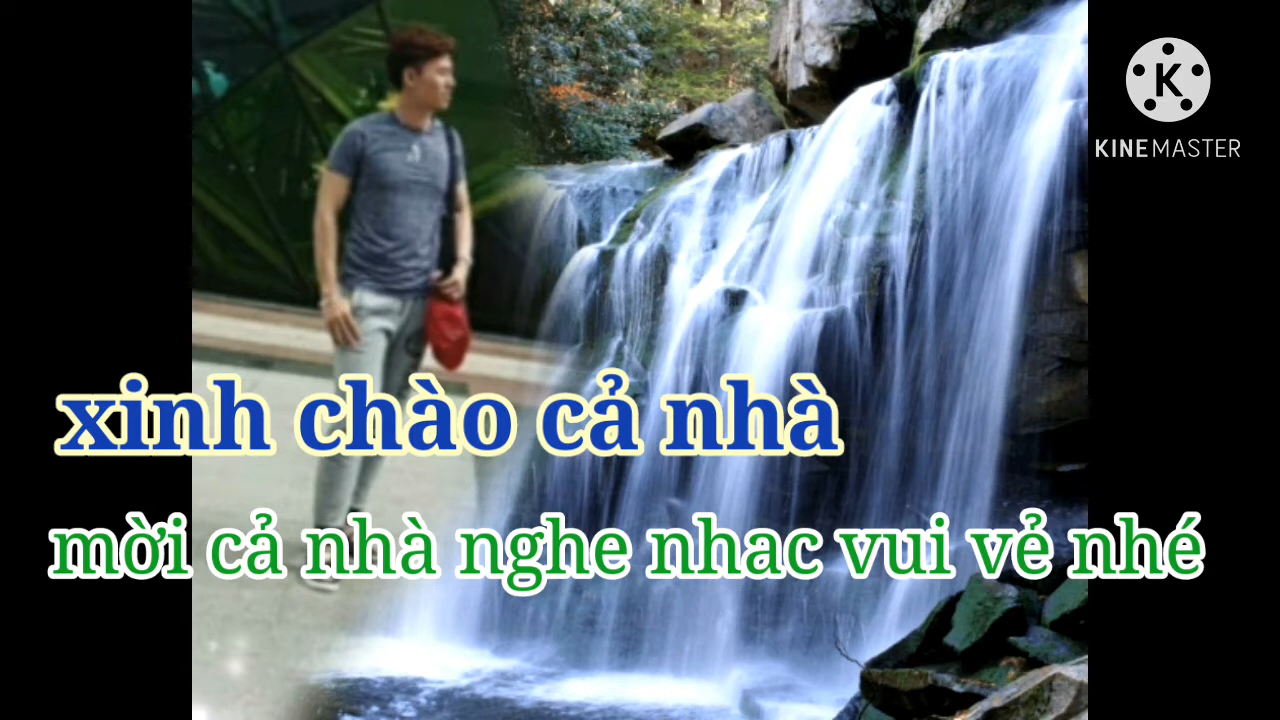 KINEMASTER
xinh chào cả nhà
mời cả nhà nghe nhac vui vẻ nhé